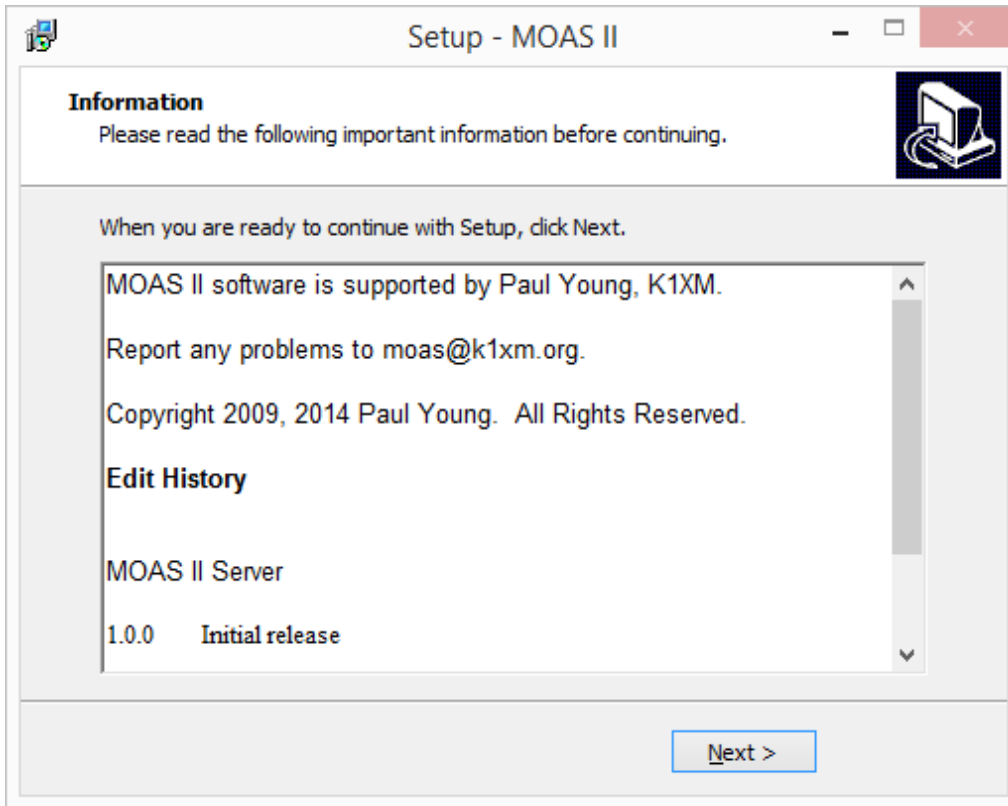 Setup - MOAS II
Information
Please read the following important information before continuing.
When you are ready to continue with Setup, click Next.
MOAS II software is supported by Paul Young, K1XM.
Report any problems to moas@k1xm.org.
Copyright 2009, 2014 Paul Young.  All Rights Reserved.
Edit History
MOAS II Server
1.0.0 Initial release
Next >